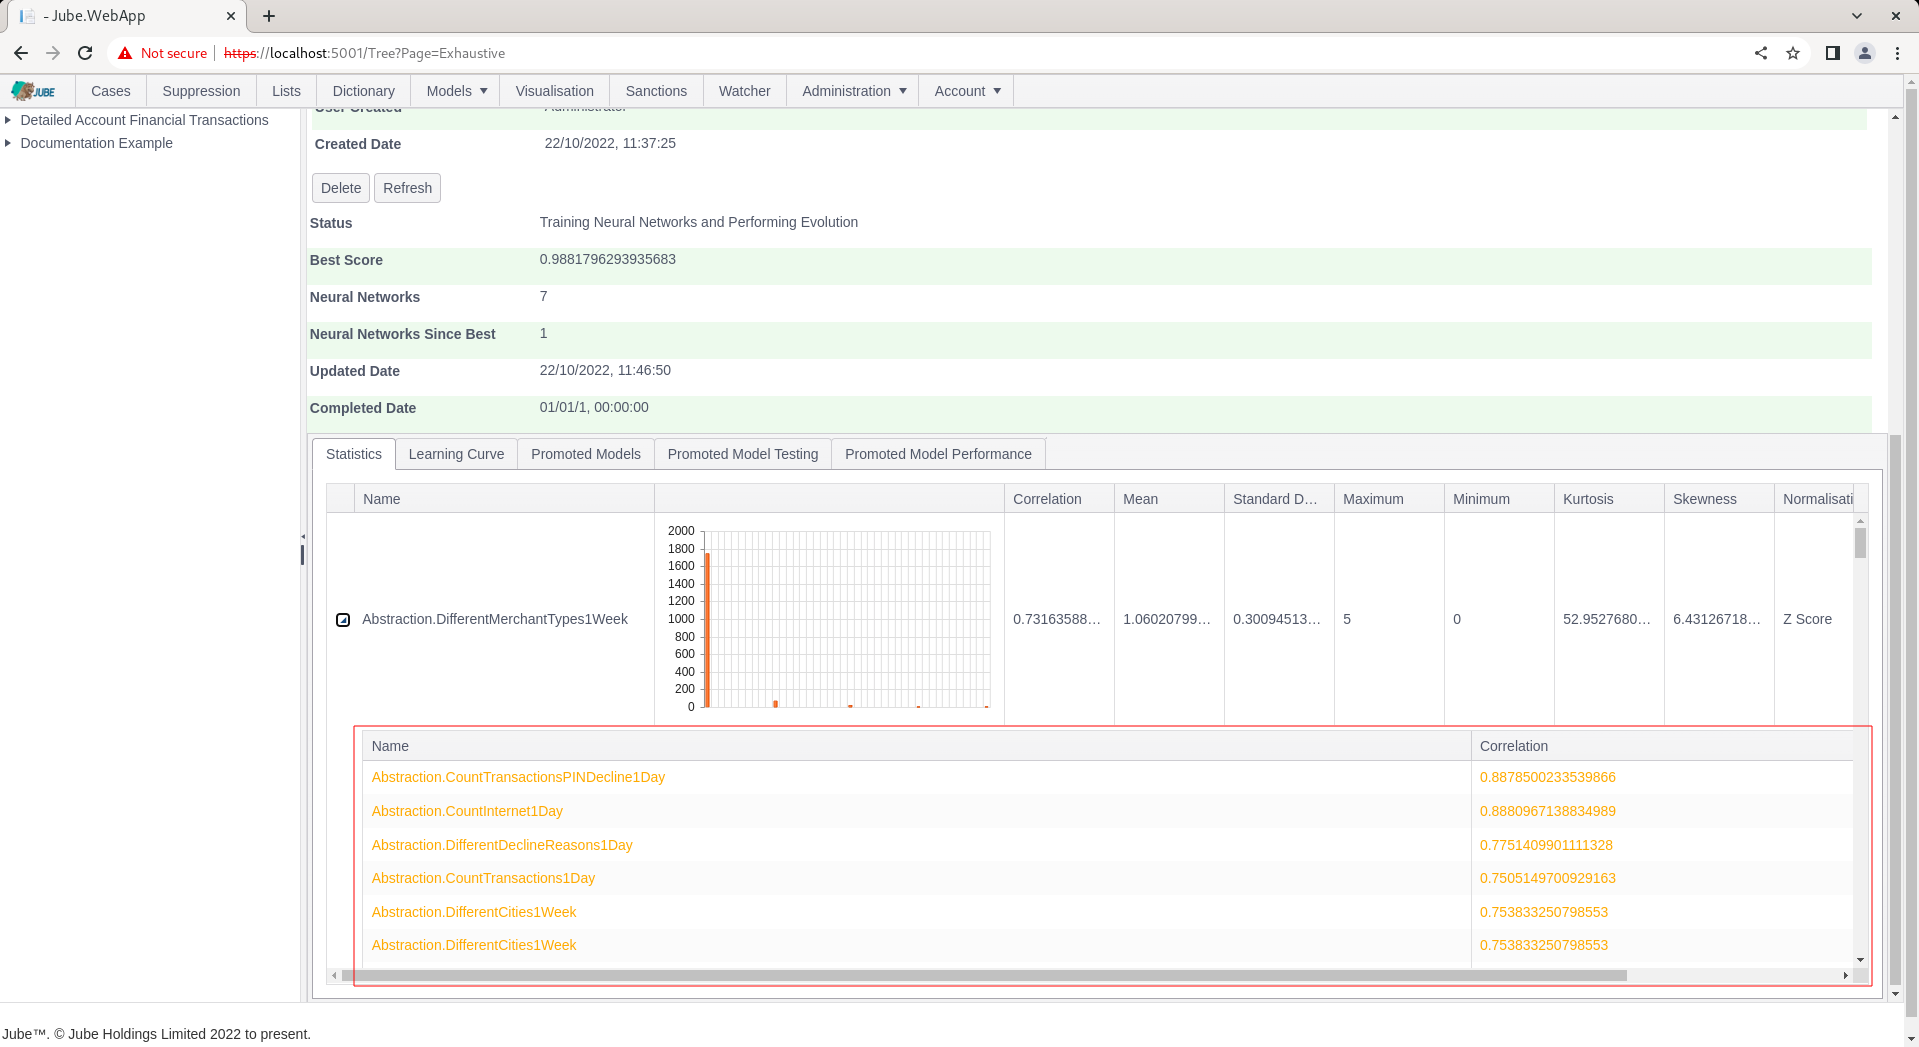 - Jube.WebApp
Not secure https://localhost:5001/Tree?Page=Exhaustive
JUBE Cases Suppression Lists Dictionary Models Visualisation Sanctions Watcher Administration Account
Detailed Account Financial Transactions
Documentation Example
User Created Administrator
Created Date 22/10/2022, 11:37:25
Delete Refresh
Status Training Neural Networks and Performing Evolution
Best Score 0.9881796293935683
Neural Networks 7
Neural Networks Since Best 1
Updated Date 22/10/2022, 11:46:50
Completed Date 01/01/1, 00:00:00
Statistics Learning Curve Promoted Models Promoted Model Testing Promoted Model Performance
Name Correlation Mean Standard D... Maximum Minimum Kurtosis Skewness Normalisati
2000
1800
1600
1400
1200
1000
800
600
400
200
0
Abstraction.DifferentMerchantTypes1Week 0.73163588... 1.06020799... 0.30094513... 5 0 52.9527680... 6.43126718... Z Score
Name Correlation
Abstraction.CountTransactionsPINDecline1Day 0.8878500233539866
Abstraction.CountInternet1Day 0.8880967138834989
Abstraction.DifferentDeclineReasons1Day 0.7751409901111328
Abstraction.CountTransactions1Day 0.7505149700929163
Abstraction.DifferentCities1Week 0.753833250798553
Abstraction.DifferentCities1Week 0.753833250798553
Jube™. © Jube Holdings Limited 2022 to present.